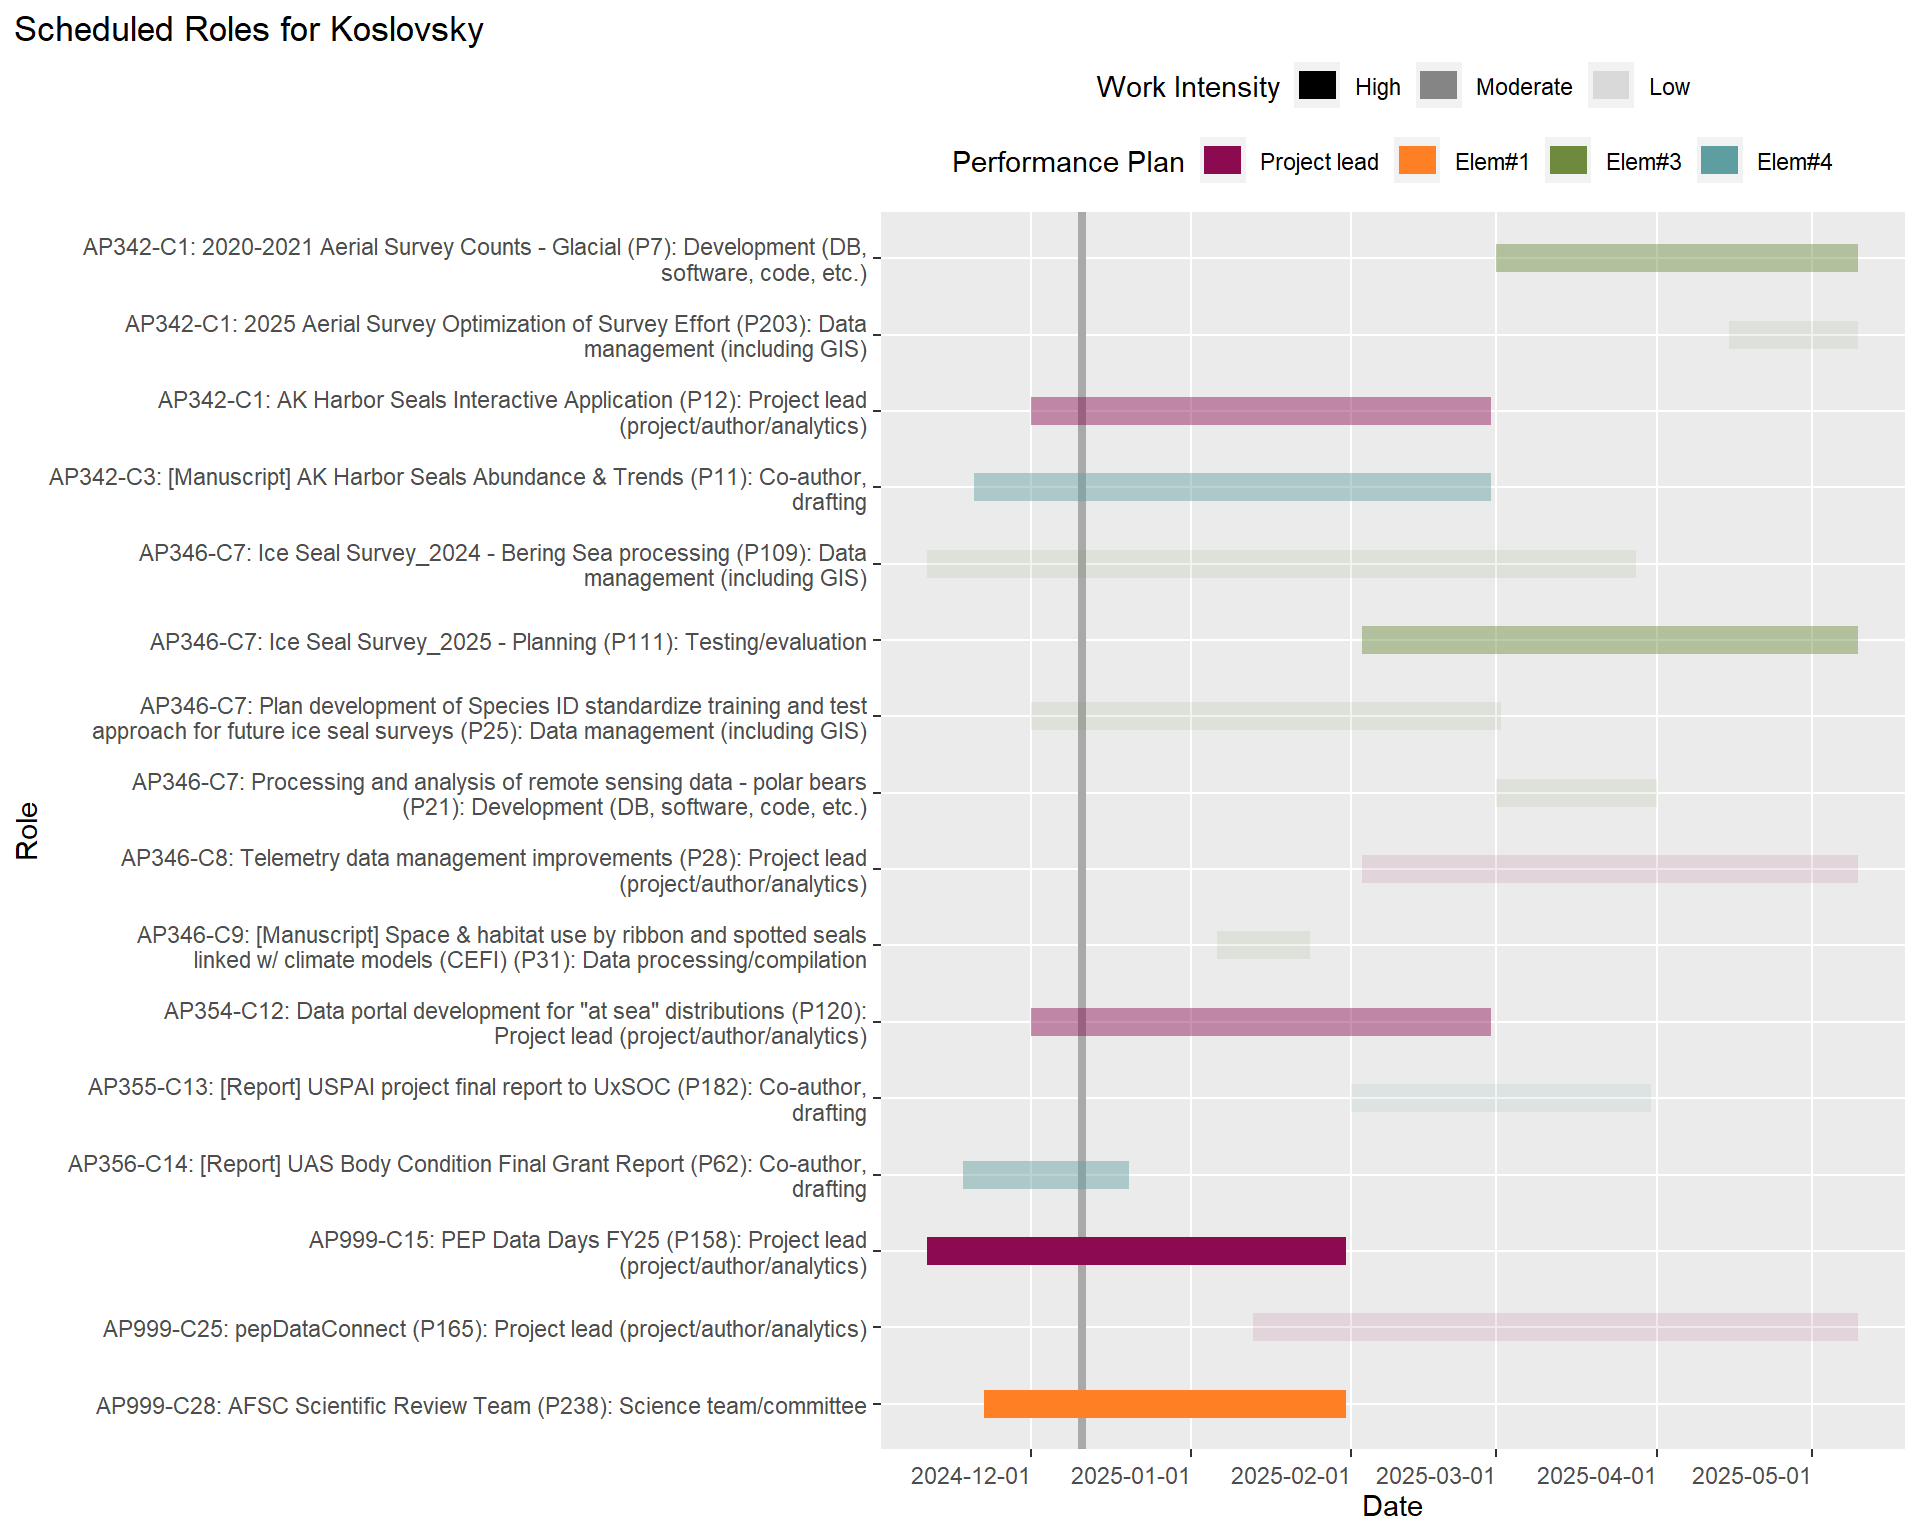 Scheduled Roles for Koslovsky
Work Intensity High Moderate Low
Performance Plan Project lead Elem#1 Elem#3 Elem#4
AP342-C1: 2020-2021 Aerial Survey Counts - Glacial (P7): Development (DB,
software, code, etc.)
AP342-C1: 2025 Aerial Survey Optimization of Survey Effort (P203): Data
management (including GIS)
AP342-C1: AK Harbor Seals Interactive Application (P12): Project lead
(project/author/analytics)
AP342-C3: [Manuscript] AK Harbor Seals Abundance & Trends (P11): Co-author,
drafting
AP346-C7: Ice Seal Survey_2024 - Bering Sea processing (P109): Data
management (including GIS)
AP346-C7: Ice Seal Survey_2025 - Planning (P111): Testing/evaluation
AP346-C7: Plan development of Species ID standardize training and test
approach for future ice seal surveys (P25): Data management (including GIS)
AP346-C7: Processing and analysis of remote sensing data - polar bears
(P21): Development (DB, software, code, etc.)
AP346-C8: Telemetry data management improvements (P28): Project lead
(project/author/analytics)
AP346-C9: [Manuscript] Space & habitat use by ribbon and spotted seals
linked w/ climate models (CEFI) (P31): Data processing/compilation
AP354-C12: Data portal development for "at sea" distributions (P120):
Project lead (project/author/analytics)
AP355-C13: [Report] USPAI project final report to UxSOC (P182): Co-author,
drafting
AP356-C14: [Report] UAS Body Condition Final Grant Report (P62): Co-author,
drafting
AP999-C15: PEP Data Days FY25 (P158): Project lead
(project/author/analytics)
AP999-C25: pepDataConnect (P165): Project lead (project/author/analytics)
AP999-C28: AFSC Scientific Review Team (P238): Science team/committee
Role
2024-12-01 2025-01-01 2025-02-01 2025-03-01 2025-04-01 2025-05-01
Date